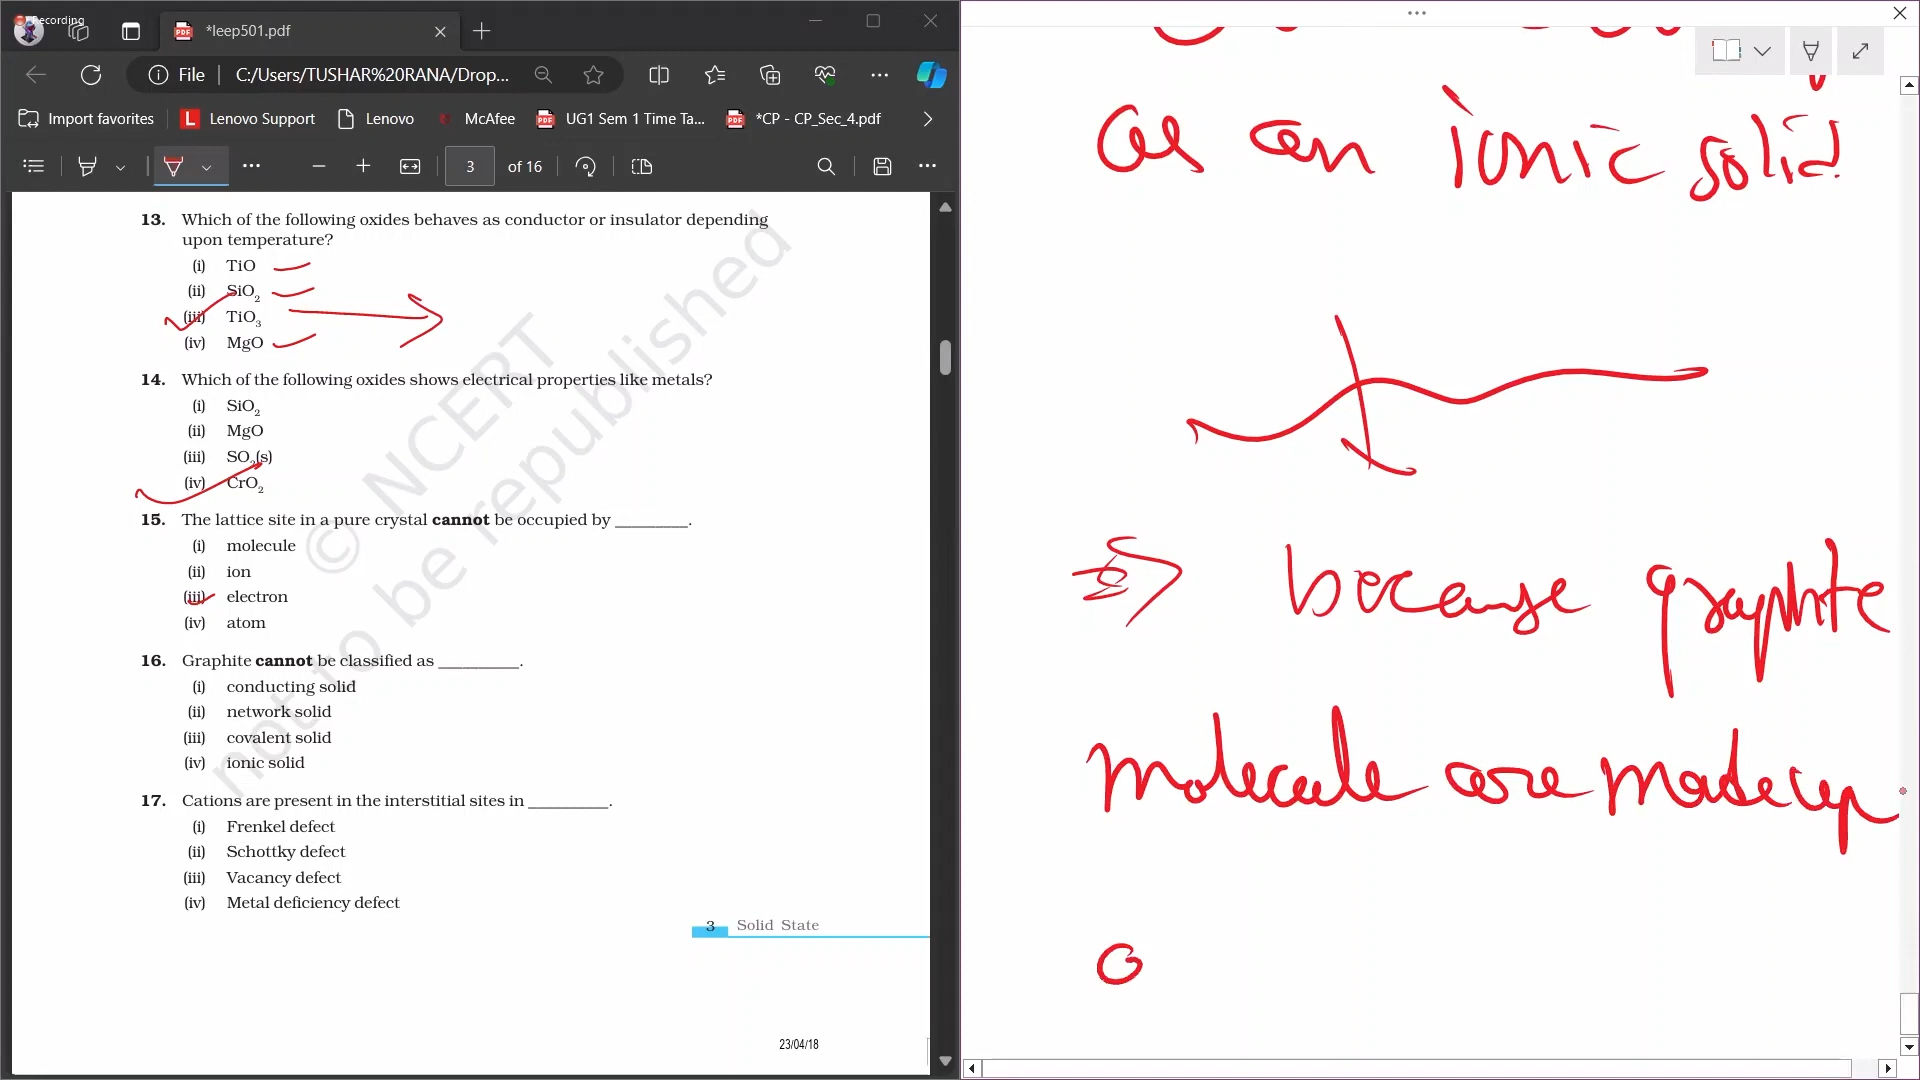 Recording
*leep501.pdf
File
C:/Users/TUSHAR%20RANA/Drop...
Import favorites
Lenovo Support
Lenovo
McAfee
UG1 Sem 1 Time Ta...
*CP - CP_Sec_4.pdf
3 of 16
13. Which of the following oxides behaves as conductor or insulator depending
upon temperature?
(i) TiO
(ii) SiO₂
(iii) TiO₃
(iv) MgO
14. Which of the following oxides shows electrical properties like metals?
(i) SiO₂
(ii) MgO
(iii) SO₂(s)
(iv) CrO₂
15. The lattice site in a pure crystal cannot be occupied by _________.
(i) molecule
(ii) ion
(iii) electron
(iv) atom
16. Graphite cannot be classified as __________.
(i) conducting solid
(ii) network solid
(iii) covalent solid
(iv) ionic solid
17. Cations are present in the interstitial sites in __________.
(i) Frenkel defect
(ii) Schottky defect
(iii) Vacancy defect
(iv) Metal deficiency defect
3 Solid State
23/04/18
© NCERT
not to be republished
as an ionic solid
because graphite
molecule are made up
o